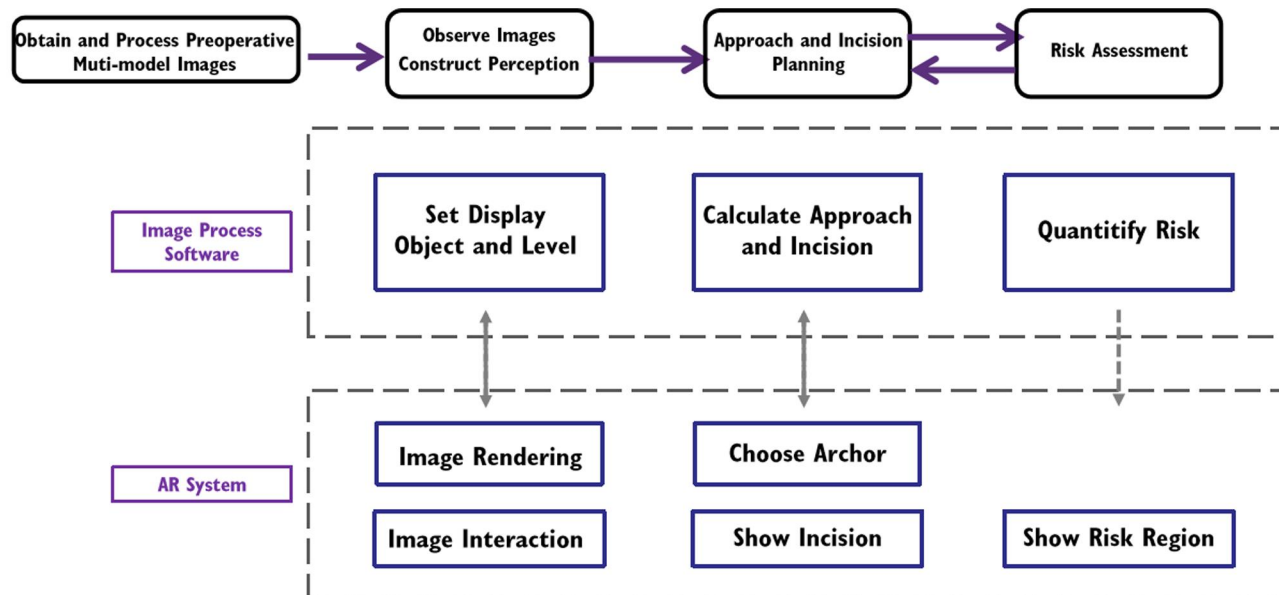 Obtain and Process Preoperative
Muti-model Images
Observe Images
Construct Perception
Approach and Incision
Planning
Risk Assessment
Image Process
Software
Set Display
Object and Level
Calculate Approach
and Incision
Quantitify Risk
AR System
Image Rendering
Choose Archor
Image Interaction
Show Incision
Show Risk Region